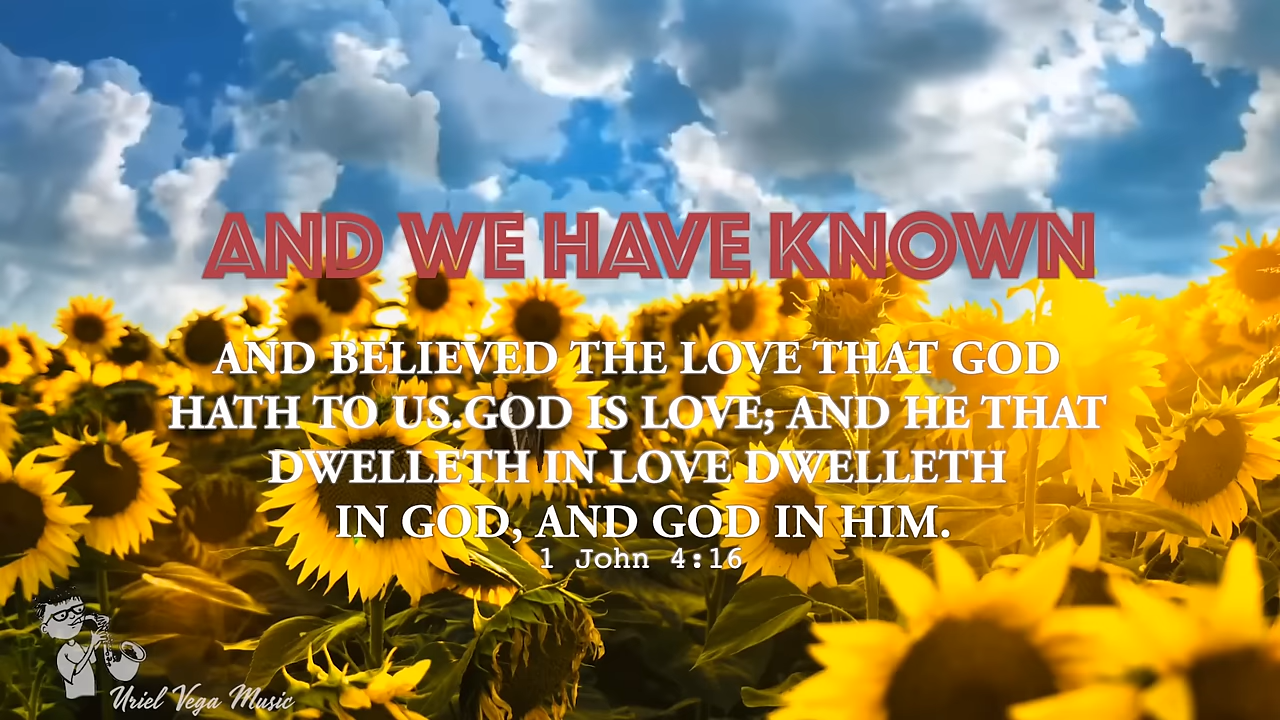 AND WE HAVE KNOWN
AND BELIEVED THE LOVE THAT GOD
HATH TO US.GOD IS LOVE; AND HE THAT
DWELLETH IN LOVE DWELLETH
IN GOD, AND GOD IN HIM.
1 John 4:16
Uriel Vega Music